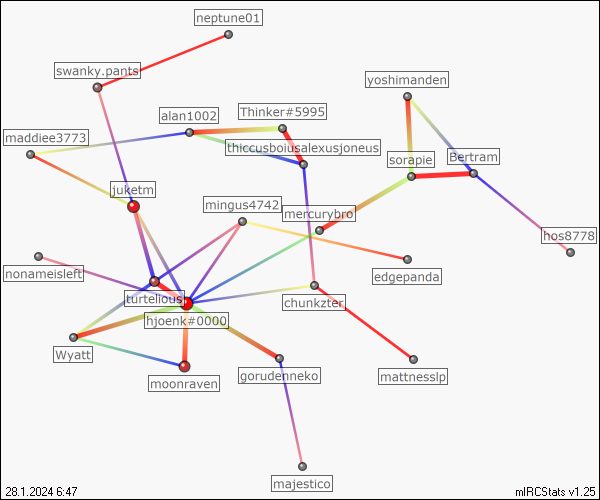 neptune01
swanky.pants
yoshimanden
Thinker#5995
alan1002
maddiee3773
thiccusboiusalexusjoneus
sorapie
Bertram
juketm
mingus4742
mercurybro
hos8778
nonameisleft
edgepanda
turtelious
chunkzter
hjoenk#0000
Wyatt
moonraven
gorudenneko
mattnesslp
majestico
28.1.2024 6:47
mIRCStats v1.25